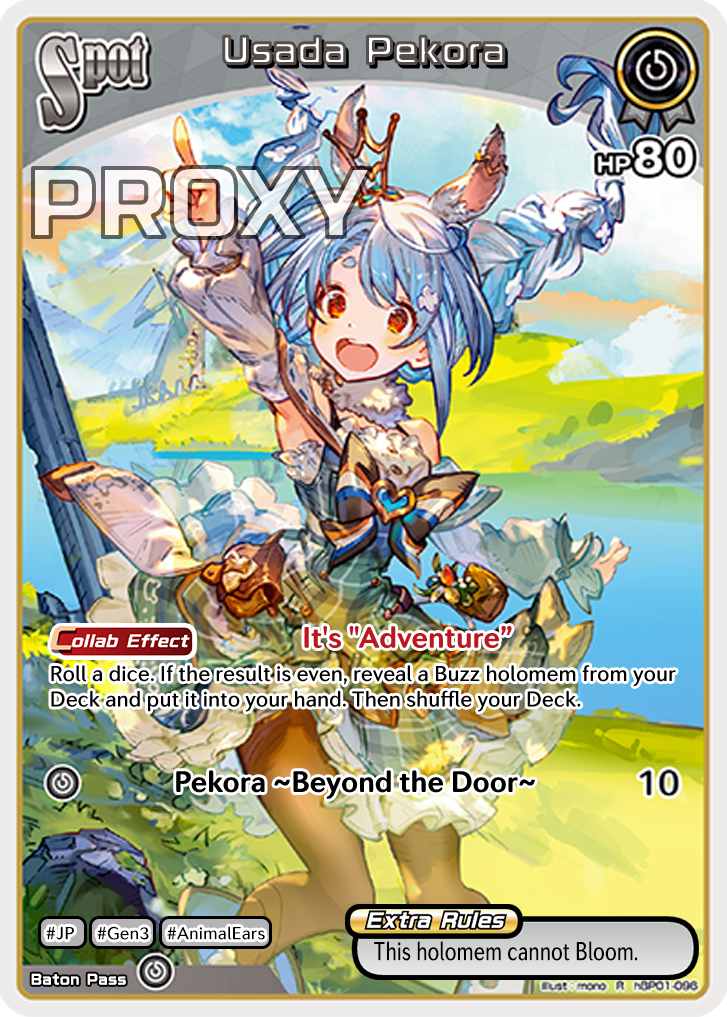 Spot
Usada Pekora
HP80
PROXY
Collab Effect
It's "Adventure”
Roll a dice. If the result is even, reveal a Buzz holomem from your
Deck and put it into your hand. Then shuffle your Deck.
Pekora ~Beyond the Door~
10
#JP
#Gen3
#AnimalEars
Extra Rules
This holomem cannot Bloom.
Baton Pass
illust : mono R hBP01-096